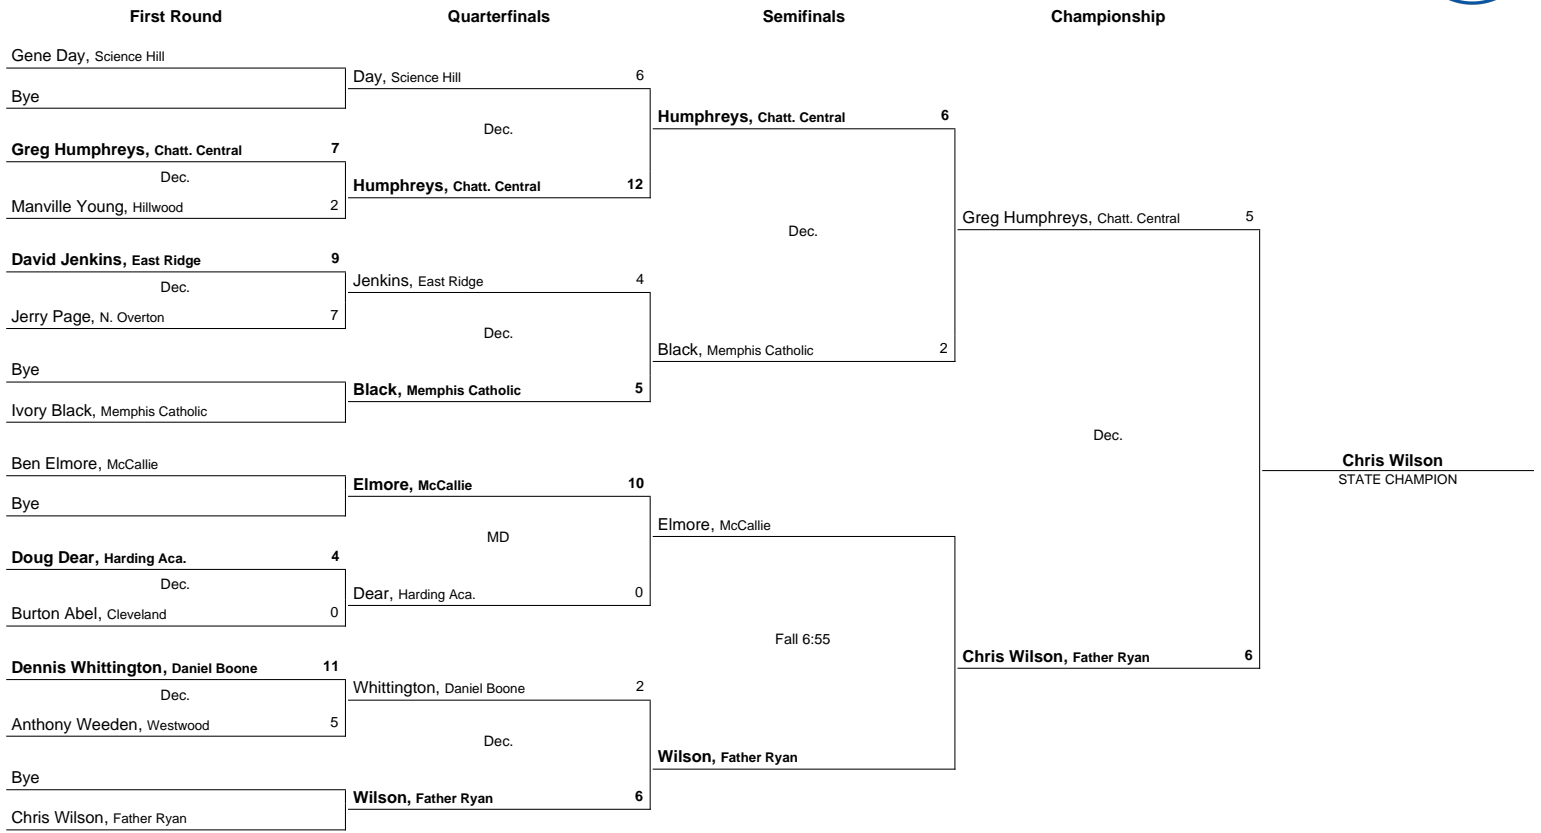 First Round Quarterfinals Semifinals Championship
Gene Day, Science Hill
Bye
Greg Humphreys, Chatt. Central 7
Dec.
Manville Young, Hillwood 2
David Jenkins, East Ridge 9
Dec.
Jerry Page, N. Overton 7
Bye
Ivory Black, Memphis Catholic
Ben Elmore, McCallie
Bye
Doug Dear, Harding Aca. 4
Dec.
Burton Abel, Cleveland 0
Dennis Whittington, Daniel Boone 11
Dec.
Anthony Weeden, Westwood 5
Bye
Chris Wilson, Father Ryan
Day, Science Hill 6
Dec.
Humphreys, Chatt. Central 12
Jenkins, East Ridge 4
Dec.
Black, Memphis Catholic 5
Elmore, McCallie 10
MD
Dear, Harding Aca. 0
Whittington, Daniel Boone 2
Dec.
Wilson, Father Ryan 6
Humphreys, Chatt. Central 6
Dec.
Black, Memphis Catholic 2
Elmore, McCallie
Fall 6:55
Wilson, Father Ryan
Greg Humphreys, Chatt. Central 5
Dec.
Chris Wilson, Father Ryan 6
Chris Wilson
STATE CHAMPION